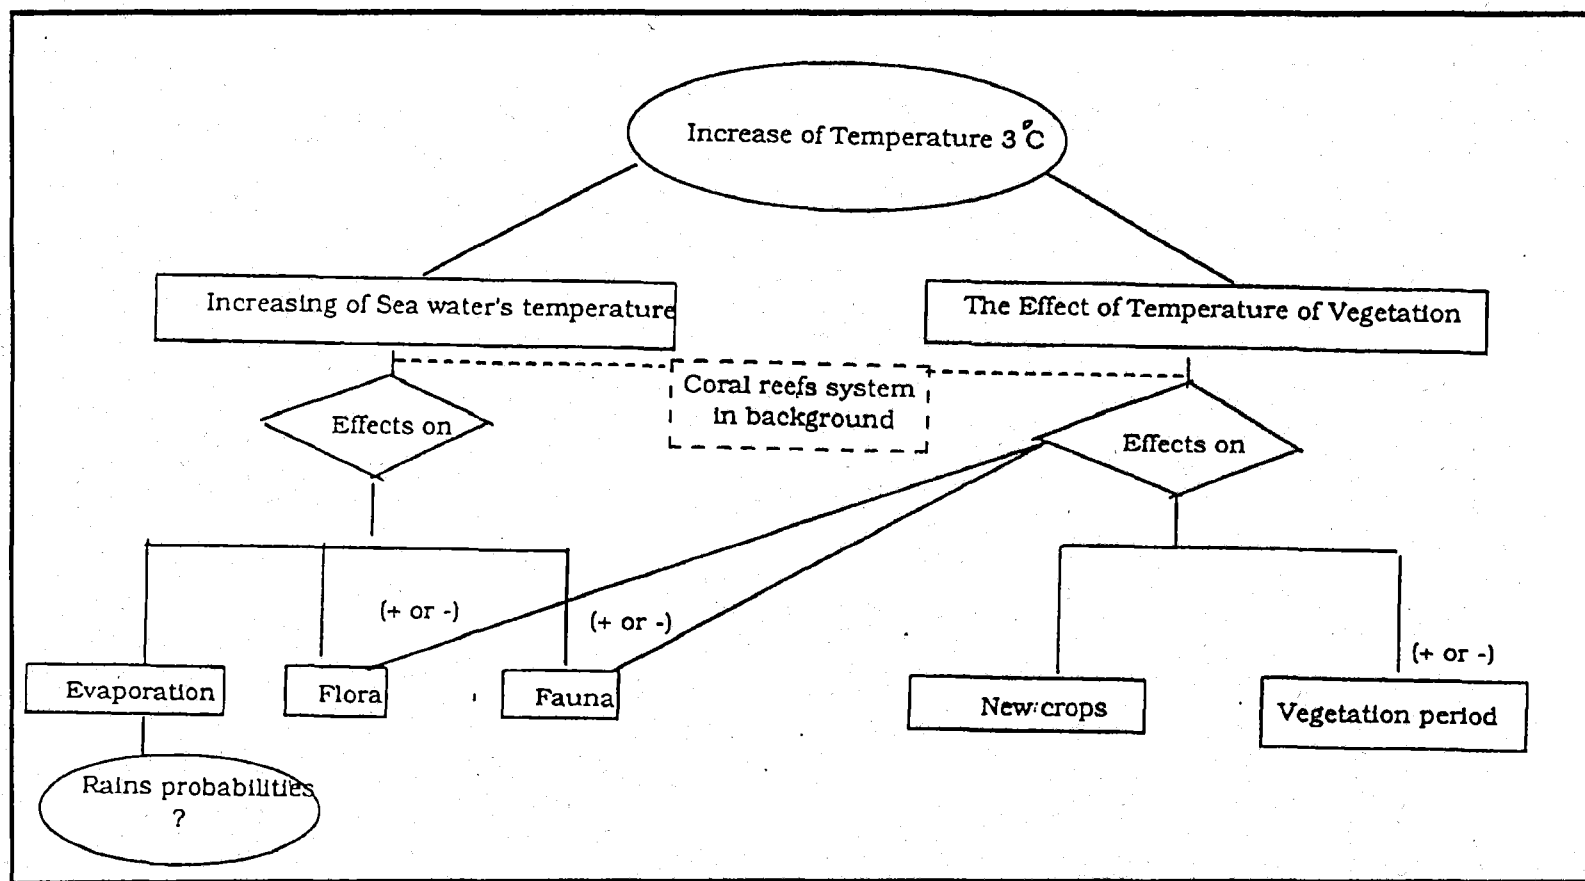 Increase of Temperature 3°C
Increasing of Sea water's temperature
The Effect of Temperature of Vegetation
Coral reefs system
in background
Effects on
Effects on
(+ or -)
(+ or -)
(+ or -)
Evaporation
Flora
Fauna
New crops
Vegetation period
Rains probabilities
?